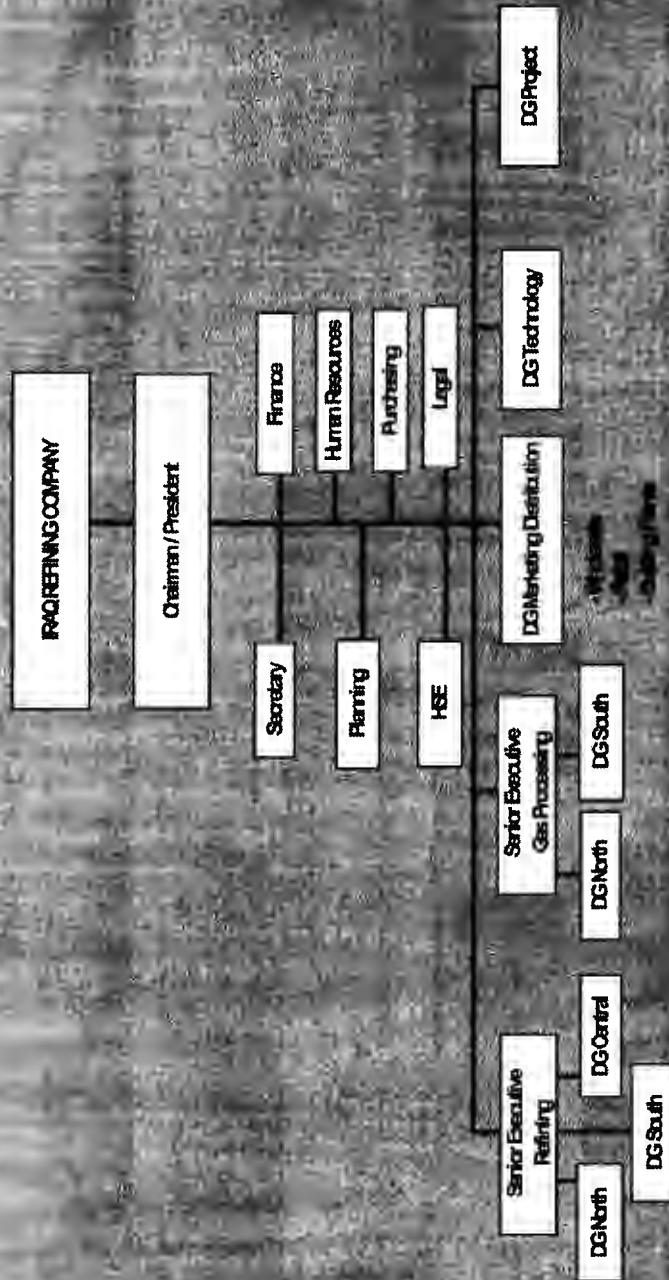 IRAQ REFINING COMPANY
Chairman / President
Secretary
Finance
Human Resources
Planning
Purchasing
HSE
Legal
Senior Executive
Refining
Senior Executive
Gas Processing
DG Marketing Distribution
DG Technology
DG Project
DG North
DG Central
DG North
DG South
DG South